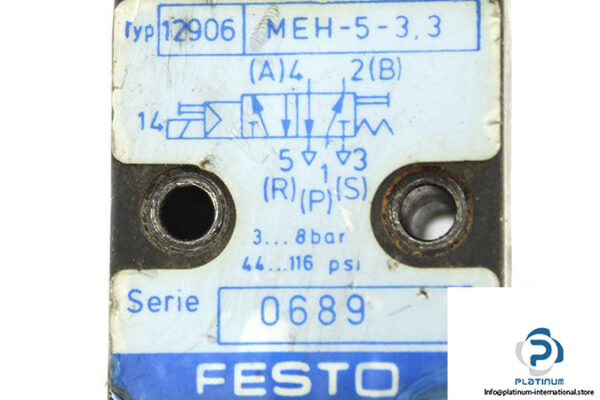 Typ 12906 MEH-5-3,3
(A)4 2(B)
14
5 1 3
(R) (P) (S)
3...8bar
44...116 psi
Serie 0689
FESTO
PLATINUM
Info@platinum-international.store